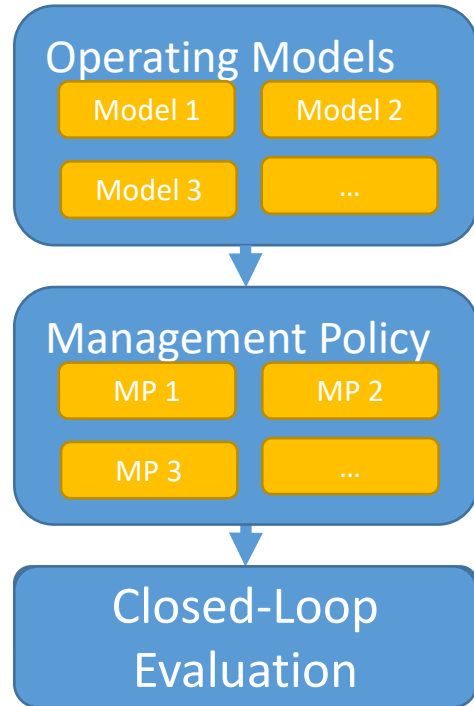 Operating Models
Model 1 Model 2
Model 3 ...
Management Policy
MP 1 MP 2
MP 3 ...
Closed-Loop
Evaluation